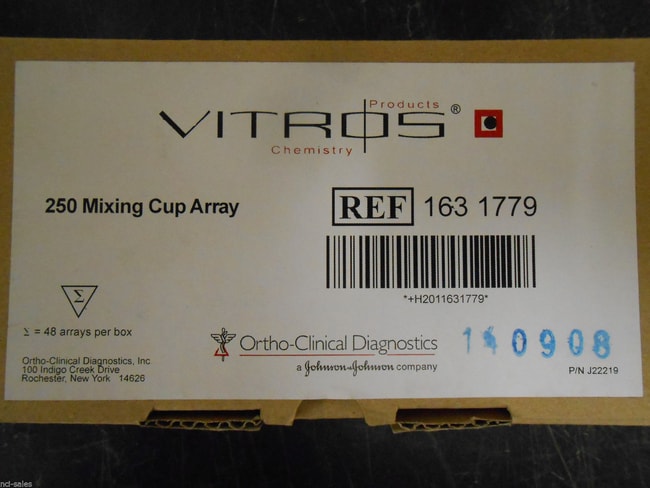 Products
VITROS®
Chemistry
250 Mixing Cup Array
REF 163 1779
*+H2011631779*
Σ
Σ = 48 arrays per box
Ortho-Clinical Diagnostics, Inc
100 Indigo Creek Drive
Rochester, New York 14626
Ortho-Clinical Diagnostics
a Johnson & Johnson company
0908
P/N J22219
ncl-sales